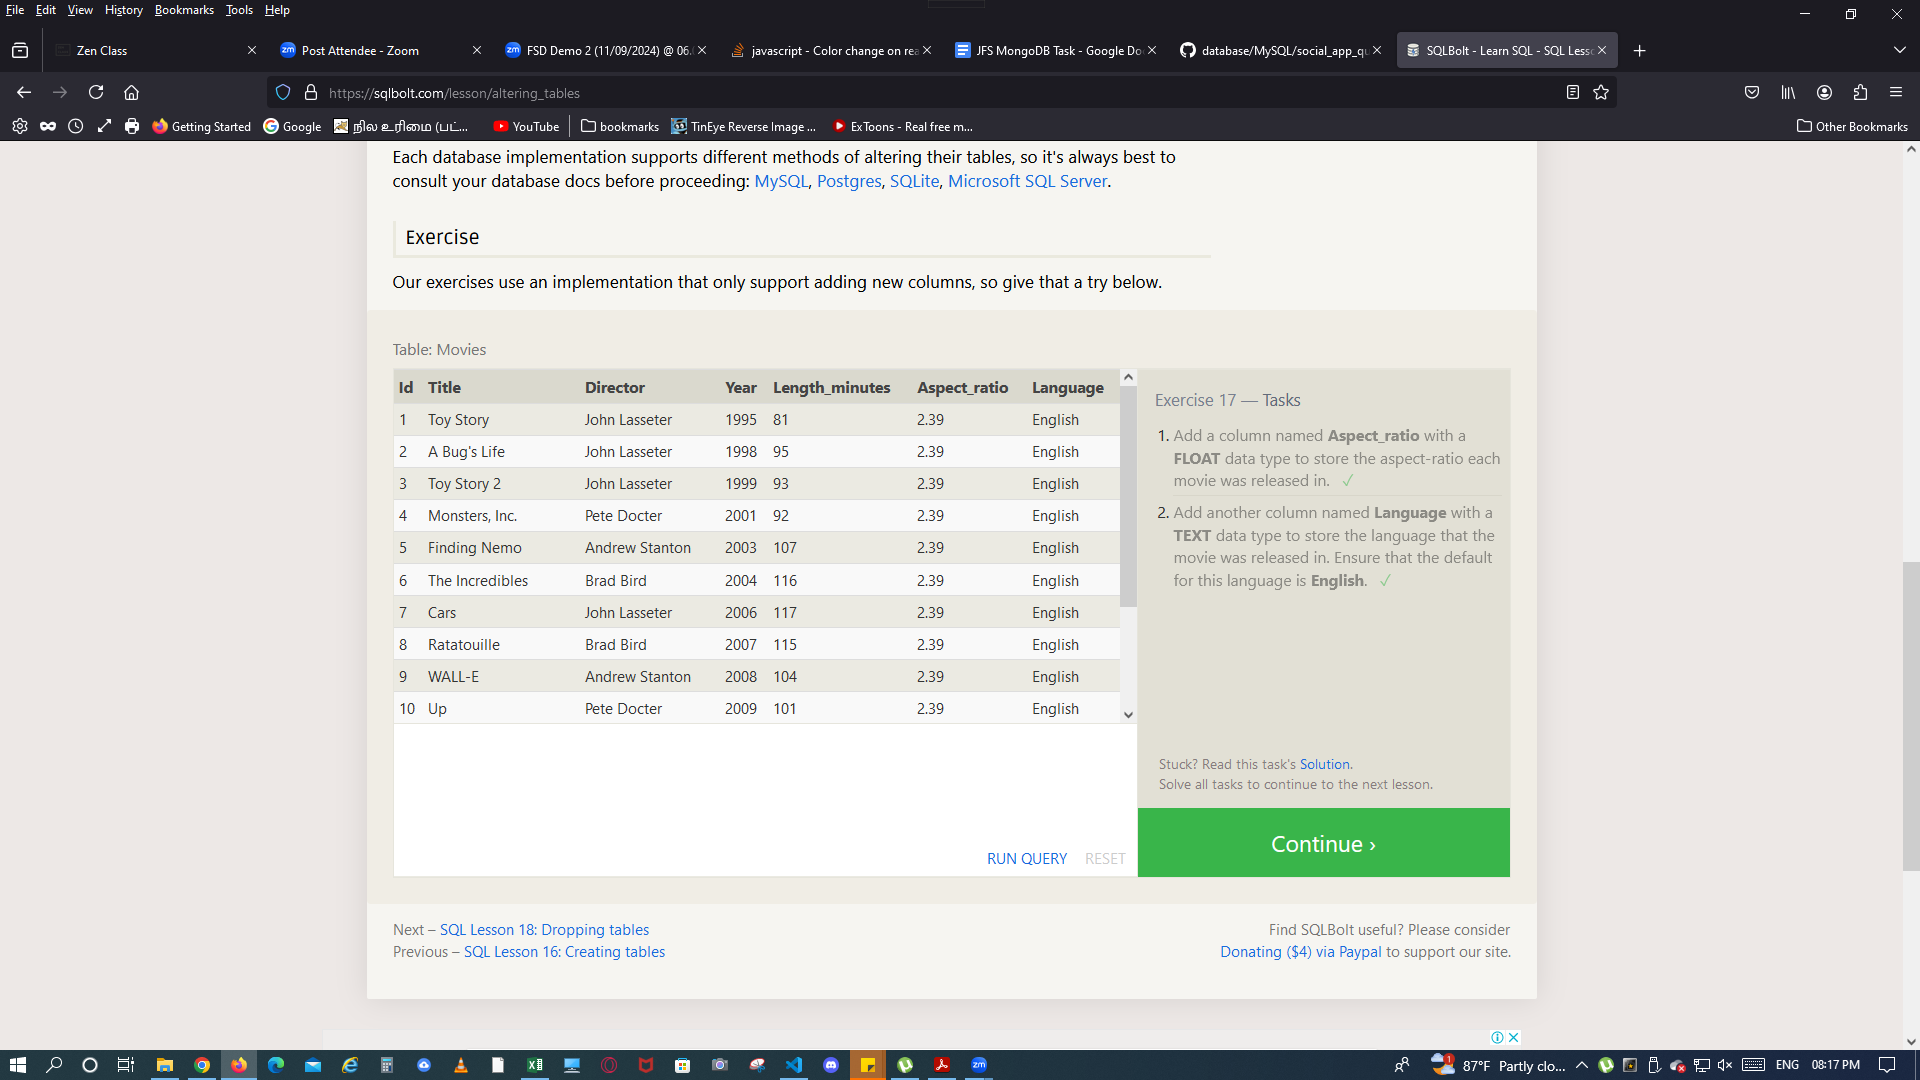 File Edit View History Bookmarks Tools Help
Zen Class
Post Attendee - Zoom
FSD Demo 2 (11/09/2024) @ 06.
javascript - Color change on rea
JFS MongoDB Task - Google Do
database/MySQL/social_app_q
SQLBolt - Learn SQL - SQL Less
https://sqlbolt.com/lesson/altering_tables
Getting Started
Google
நில உரிமை (பட்...
YouTube
bookmarks
TinEye Reverse Image ...
ExToons - Real free m...
Other Bookmarks
Each database implementation supports different methods of altering their tables, so it's always best to
consult your database docs before proceeding: MySQL, Postgres, SQLite, Microsoft SQL Server.
Exercise
Our exercises use an implementation that only support adding new columns, so give that a try below.
Table: Movies
Id Title Director Year Length_minutes Aspect_ratio Language
1 Toy Story John Lasseter 1995 81 2.39 English
2 A Bug's Life John Lasseter 1998 95 2.39 English
3 Toy Story 2 John Lasseter 1999 93 2.39 English
4 Monsters, Inc. Pete Docter 2001 92 2.39 English
5 Finding Nemo Andrew Stanton 2003 107 2.39 English
6 The Incredibles Brad Bird 2004 116 2.39 English
7 Cars John Lasseter 2006 117 2.39 English
8 Ratatouille Brad Bird 2007 115 2.39 English
9 WALL-E Andrew Stanton 2008 104 2.39 English
10 Up Pete Docter 2009 101 2.39 English
RUN QUERY RESET
Exercise 17 — Tasks
1. Add a column named Aspect_ratio with a
FLOAT data type to store the aspect-ratio each
movie was released in. ✓
2. Add another column named Language with a
TEXT data type to store the language that the
movie was released in. Ensure that the default
for this language is English. ✓
Stuck? Read this task's Solution.
Solve all tasks to continue to the next lesson.
Continue ›
Next – SQL Lesson 18: Dropping tables
Previous – SQL Lesson 16: Creating tables
Find SQLBolt useful? Please consider
Donating ($4) via Paypal to support our site.
87°F Partly clo...
ENG
08:17 PM